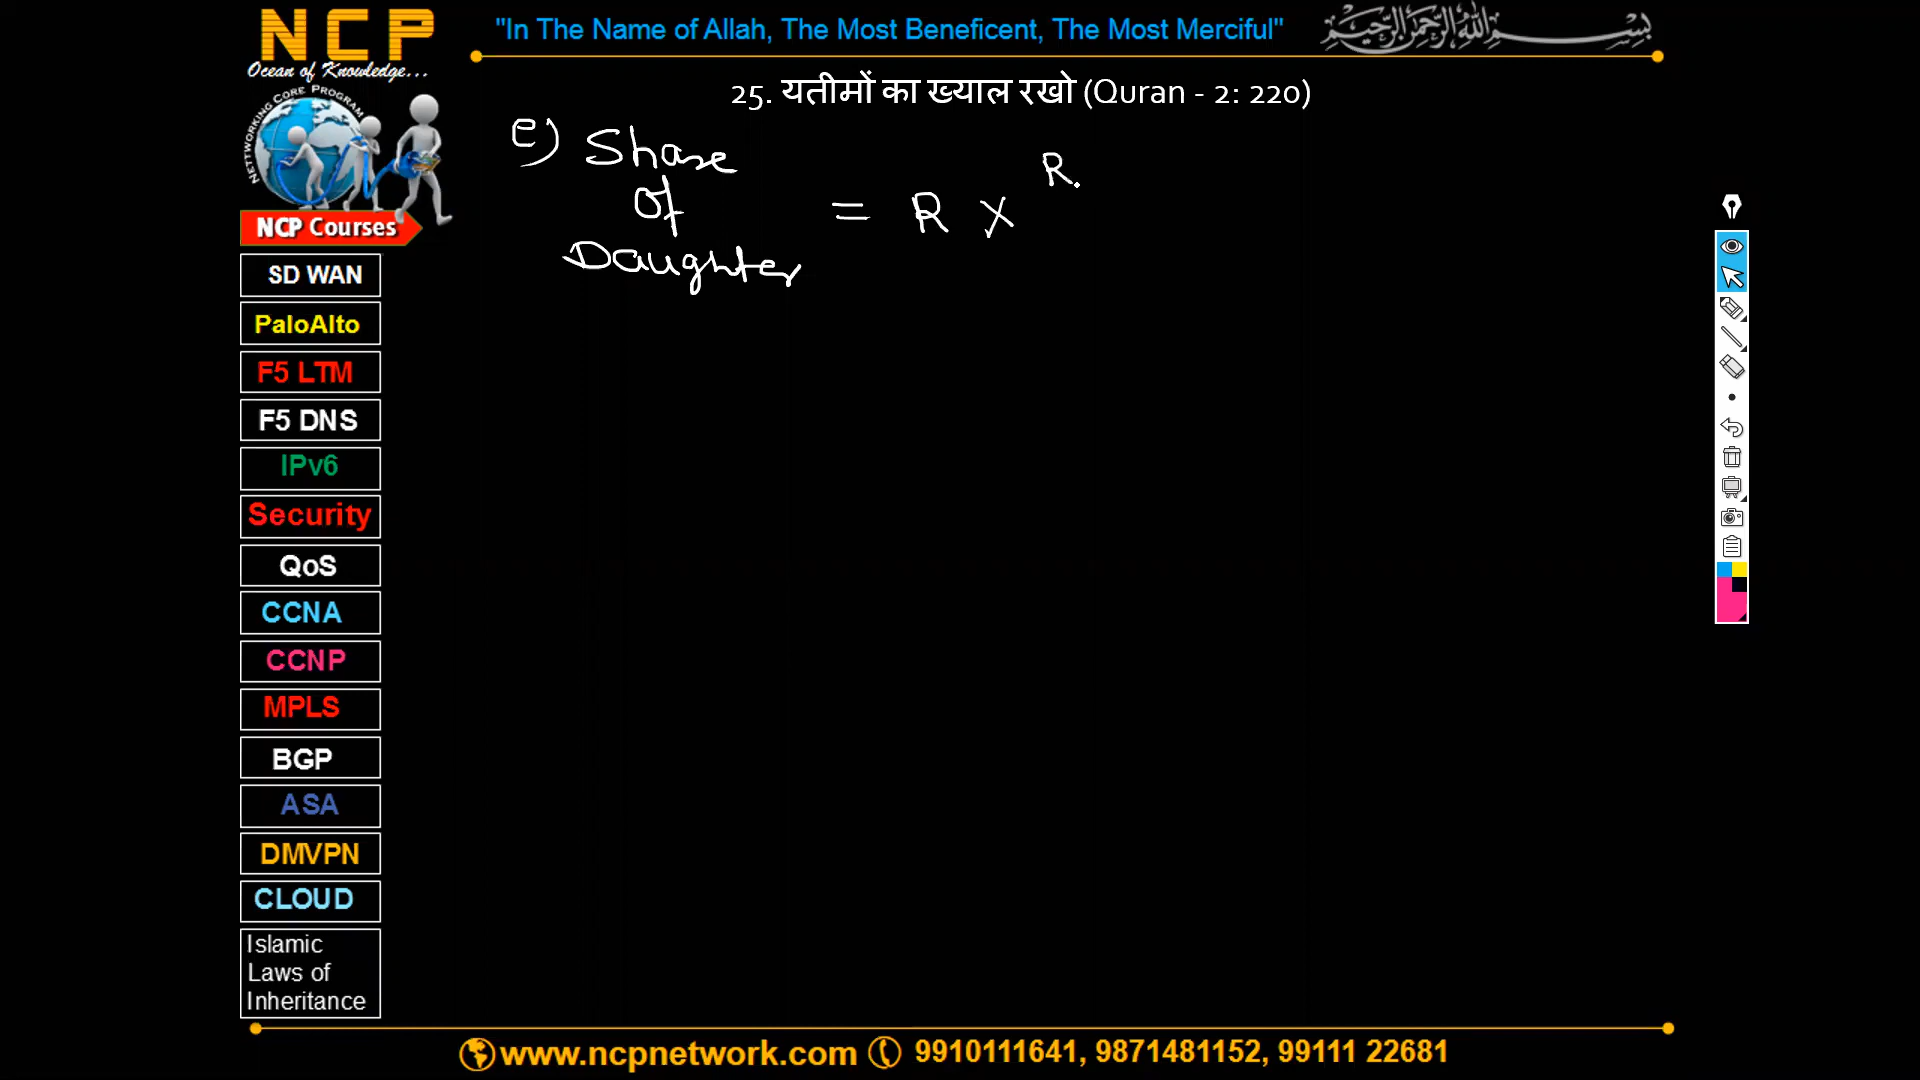 NCP
Ocean of Knowledge...
NETTWORKING CORE PROGRAM
"In The Name of Allah, The Most Beneficent, The Most Merciful"
بسم الله الرحمن الرحيم
25. यतीमों का ख्याल रखो (Quran - 2: 220)
e) Share
of
Daughter
= R X R.
NCP Courses
SD WAN
PaloAlto
F5 LTM
F5 DNS
IPv6
Security
QoS
CCNA
CCNP
MPLS
BGP
ASA
DMVPN
CLOUD
Islamic
Laws of
Inheritance
www.ncpnetwork.com 9910111641, 9871481152, 99111 22681